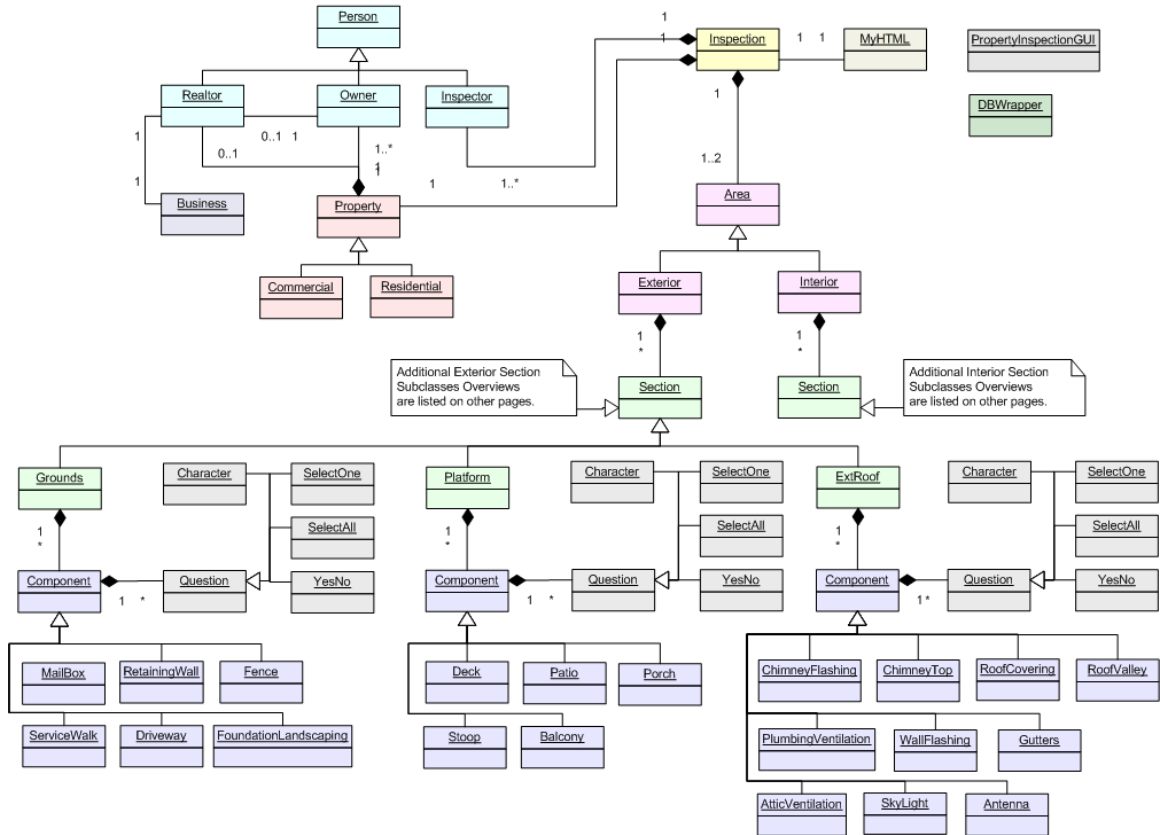 Person
1
1
Inspection
1
1
MyHTML
PropertyInspectionGUI
Realtor
Owner
Inspector
1
DBWrapper
1
0..1
1
0..1
1..*
1
1
1
1..*
1..2
1
Business
Property
Area
Commercial
Residential
Exterior
Interior
1
*
1
*
Additional Exterior Section
Subclasses Overviews
are listed on other pages.
Section
Section
Additional Interior Section
Subclasses Overviews
are listed on other pages.
Grounds
Character
SelectOne
Platform
Character
SelectOne
ExtRoof
Character
SelectOne
1
*
SelectAll
1
*
SelectAll
1
*
SelectAll
Component
1
*
Question
YesNo
Component
1
*
Question
YesNo
Component
1
*
Question
YesNo
MailBox
RetainingWall
Fence
ServiceWalk
Driveway
FoundationLandscaping
Deck
Patio
Porch
Stoop
Balcony
ChimneyFlashing
ChimneyTop
RoofCovering
RoofValley
PlumbingVentilation
WallFlashing
Gutters
AtticVentilation
SkyLight
Antenna